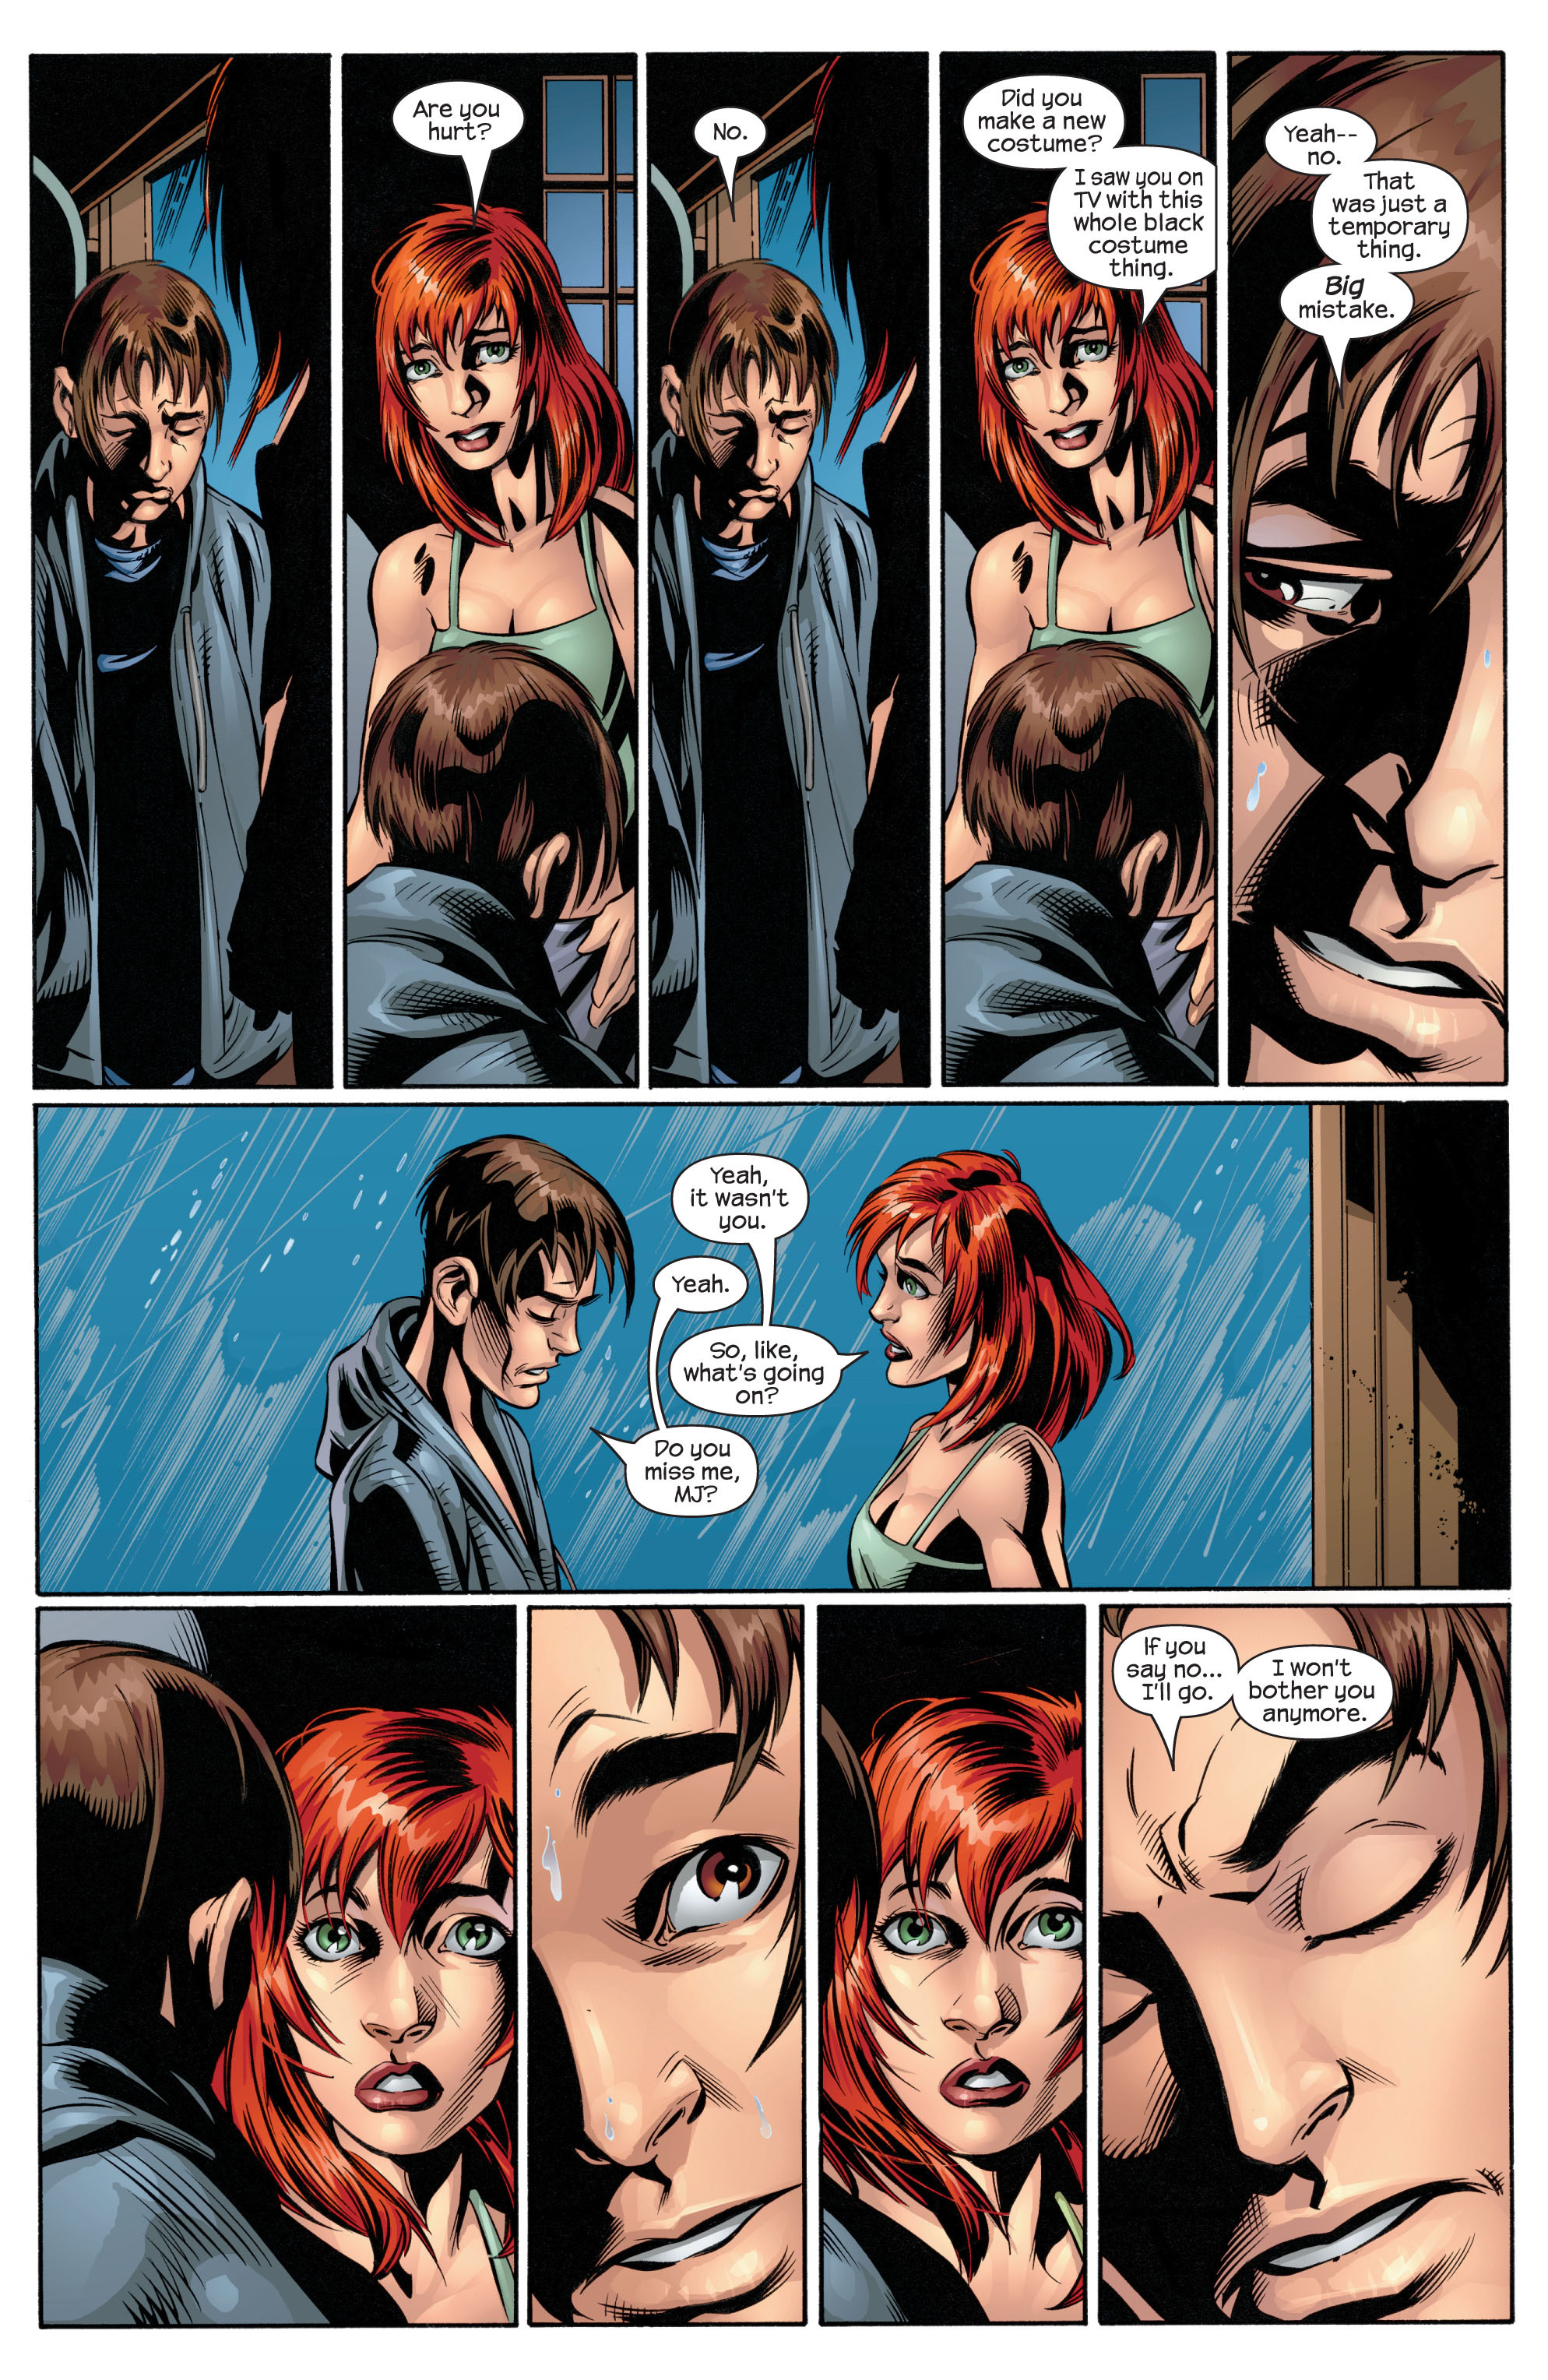 Are you
hurt?
No.
Did you
make a new
costume?
I saw you on
TV with this
whole black
costume
thing.
Yeah--
no.
That
was just a
temporary
thing.
Big
mistake.
Yeah,
it wasn't
you.
Yeah.
So, like,
what's going
on?
Do you
miss me,
MJ?
If you
say no...
I'll go.
I won't
bother you
anymore.